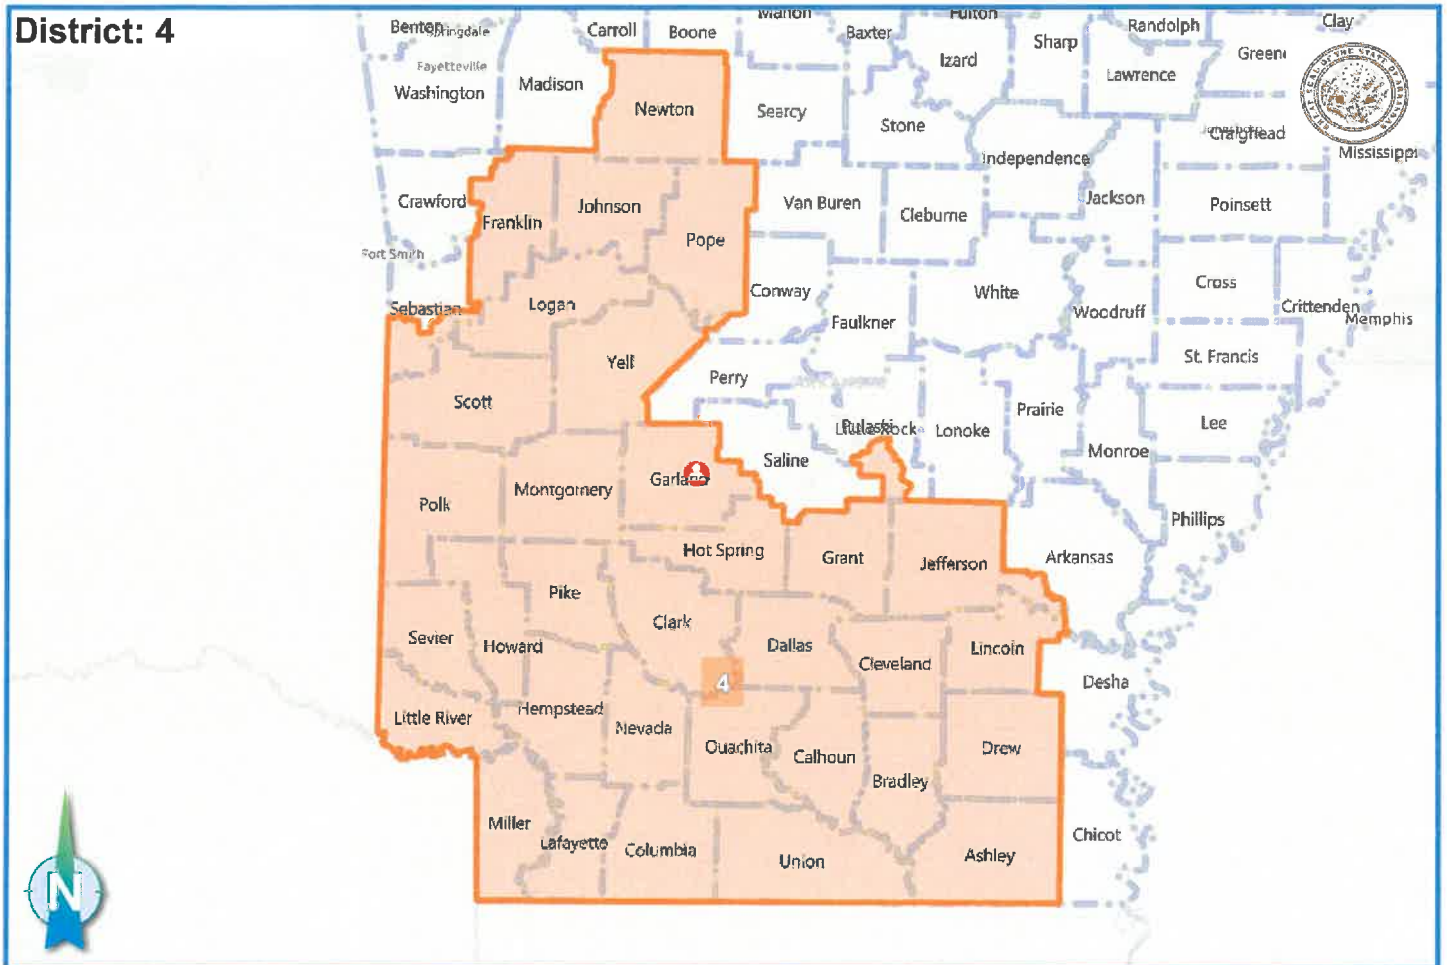 District: 4
Benton
Springdale
Carroll
Boone
Marion
Baxter
Fulton
Izard
Sharp
Randolph
Clay
Lawrence
Fayetteville
Washington
Madison
Newton
Searcy
Stone
Independence
Craighead
Mississippi
Crawford
Franklin
Johnson
Pope
Van Buren
Cleburne
Jackson
Poinsett
Fort Smith
Sebastian
Logan
Conway
Faulkner
White
Woodruff
Cross
Crittenden
Memphis
St. Francis
Yell
Perry
Scott
Pulaski
Little Rock
Lonoke
Prairie
Lee
Monroe
Saline
Garland
Montgomery
Polk
Phillips
Hot Spring
Grant
Jefferson
Arkansas
Pike
Clark
Sevier
Howard
Dallas
Cleveland
Lincoln
Desha
4
Little River
Hempstead
Nevada
Ouachita
Calhoun
Drew
Bradley
Miller
Lafayette
Columbia
Union
Ashley
Chicot
N